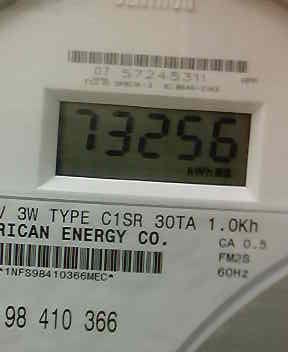 07 57245311
73256
kWh
V 3W TYPE C1SR 30TA 1.0Kh
RICAN ENERGY CO.
CA 0.5
FM2S
60Hz
*1NFS98410366MEC*
98 410 366